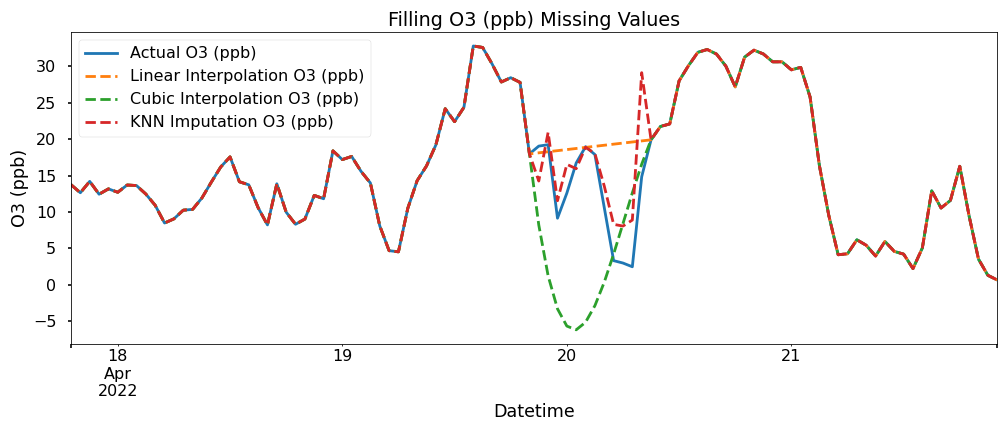 Filling O3 (ppb) Missing Values
Actual O3 (ppb)
Linear Interpolation O3 (ppb)
Cubic Interpolation O3 (ppb)
KNN Imputation O3 (ppb)
O3 (ppb)
30
25
20
15
10
5
0
−5
18 19 20 21
Apr
2022
Datetime